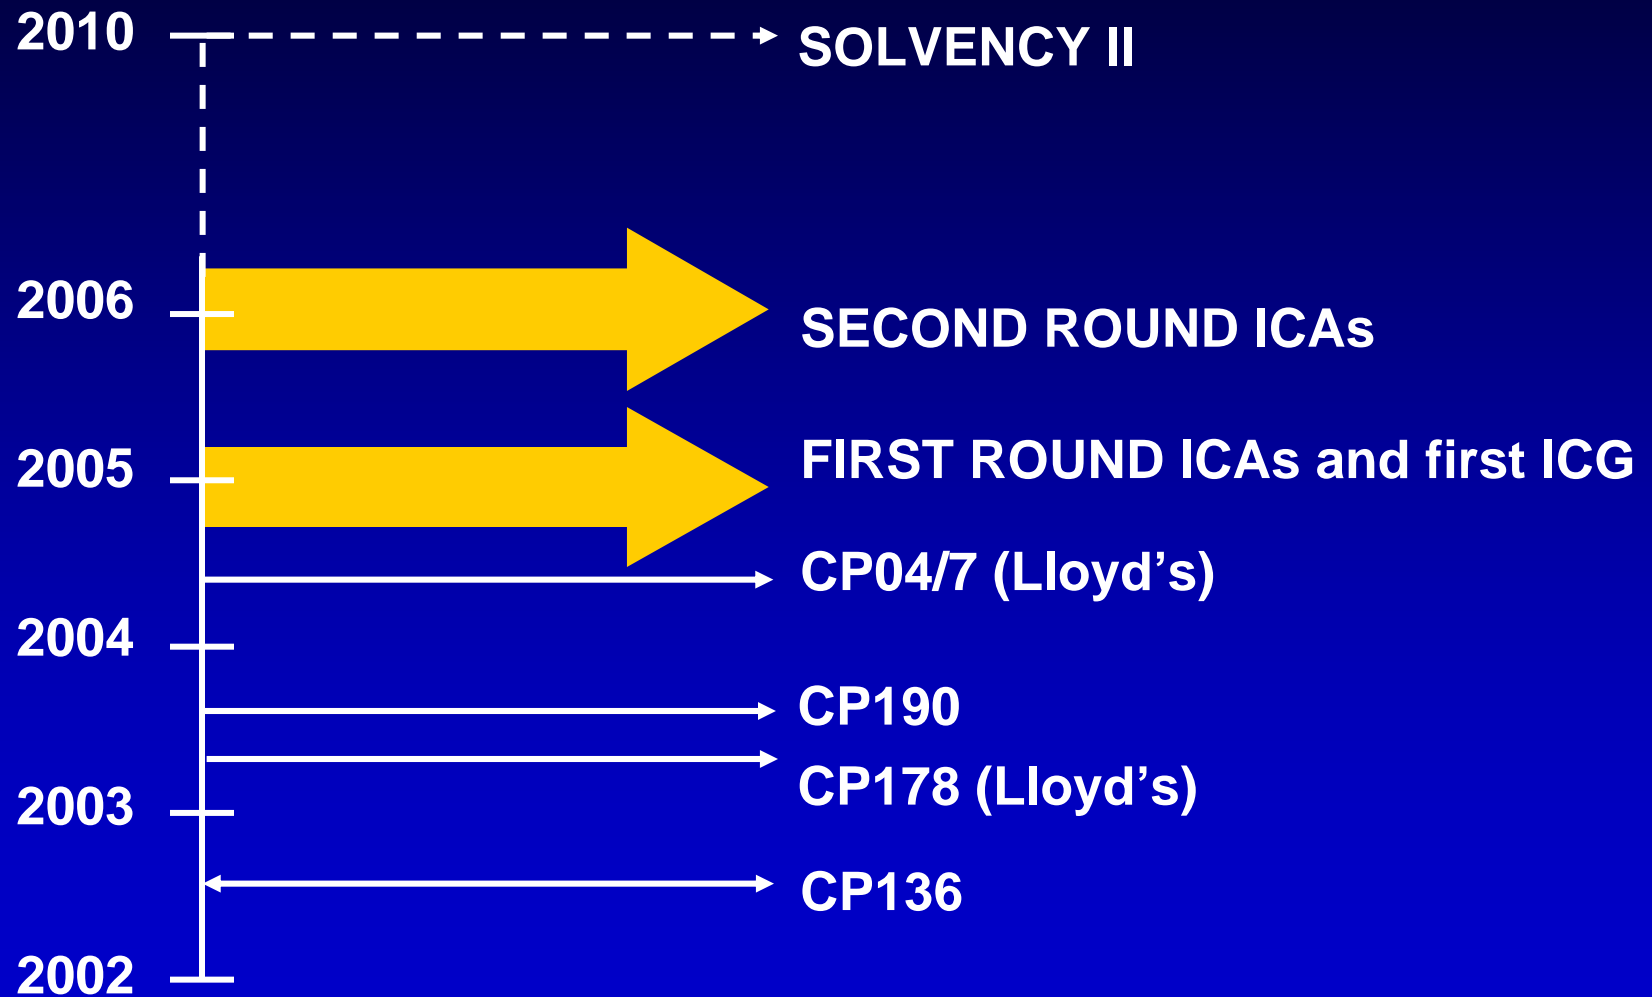 2010
SOLVENCY II
2006
SECOND ROUND ICAs
2005
FIRST ROUND ICAs and first ICG
CP04/7 (Lloyd’s)
2004
CP190
CP178 (Lloyd’s)
2003
CP136
2002